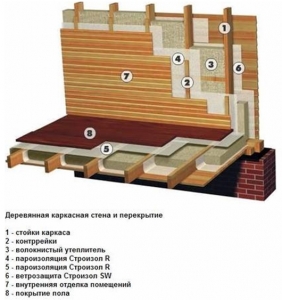 1
3
4
2
6
7
8
5
Деревянная каркасная стена и перекрытие
1 - стойки каркаса
2 - контррейки
3 - волокнистый утеплитель
4 - пароизоляция Строизол R
5 - пароизоляция Строизол R
6 - ветрозащита Строизол SW
7 - внутренняя отделка помещений
8 - покрытие пола